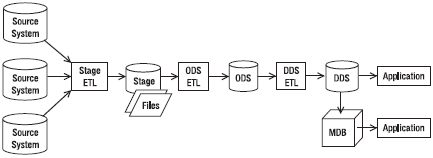 Source
System
Source
System
Source
System
Stage
ETL
Stage
Files
ODS
ETL
ODS
DDS
ETL
DDS
Application
MDB
Application